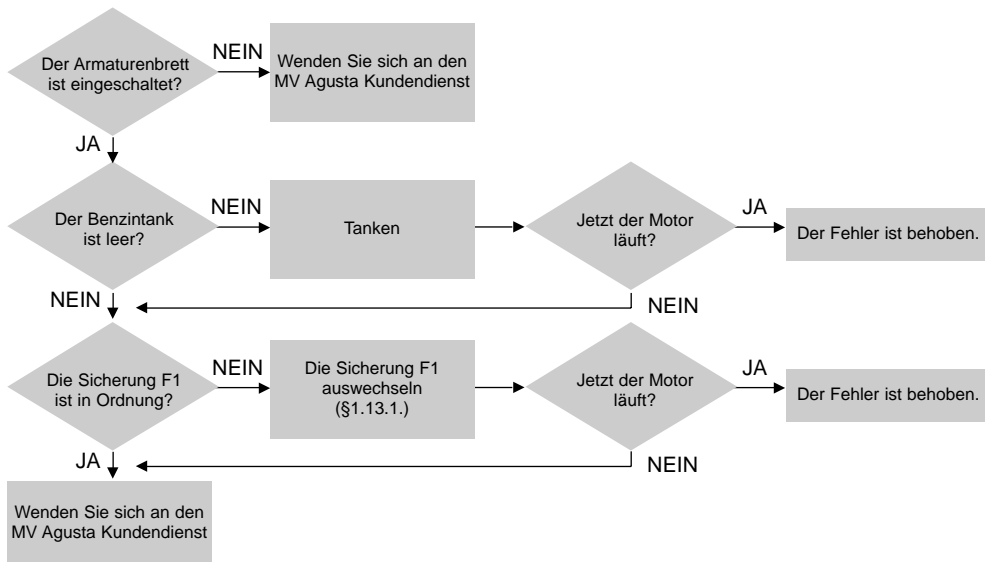 Der Armaturenbrett
ist eingeschaltet?
NEIN
Wenden Sie sich an den
MV Agusta Kundendienst
JA
Der Benzintank
ist leer?
NEIN
Tanken
Jetzt der Motor
läuft?
JA
Der Fehler ist behoben.
NEIN
NEIN
Die Sicherung F1
ist in Ordnung?
NEIN
Die Sicherung F1
auswechseln
(§1.13.1.)
Jetzt der Motor
läuft?
JA
Der Fehler ist behoben.
JA
NEIN
Wenden Sie sich an den
MV Agusta Kundendienst